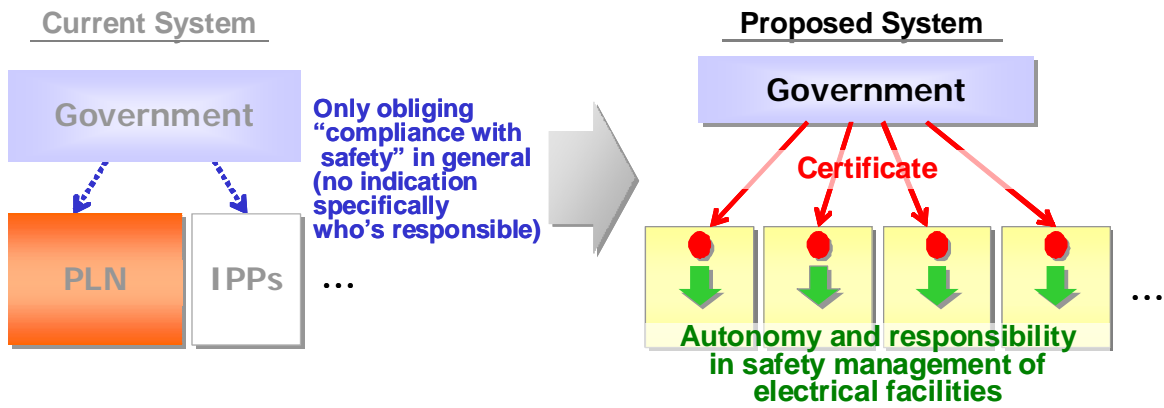 Current System
Government
Only obliging
“compliance with
safety” in general
(no indication
specifically
who's responsible)
PLN
IPPs
...
Proposed System
Government
Certificate
...
Autonomy and responsibility
in safety management of
electrical facilities